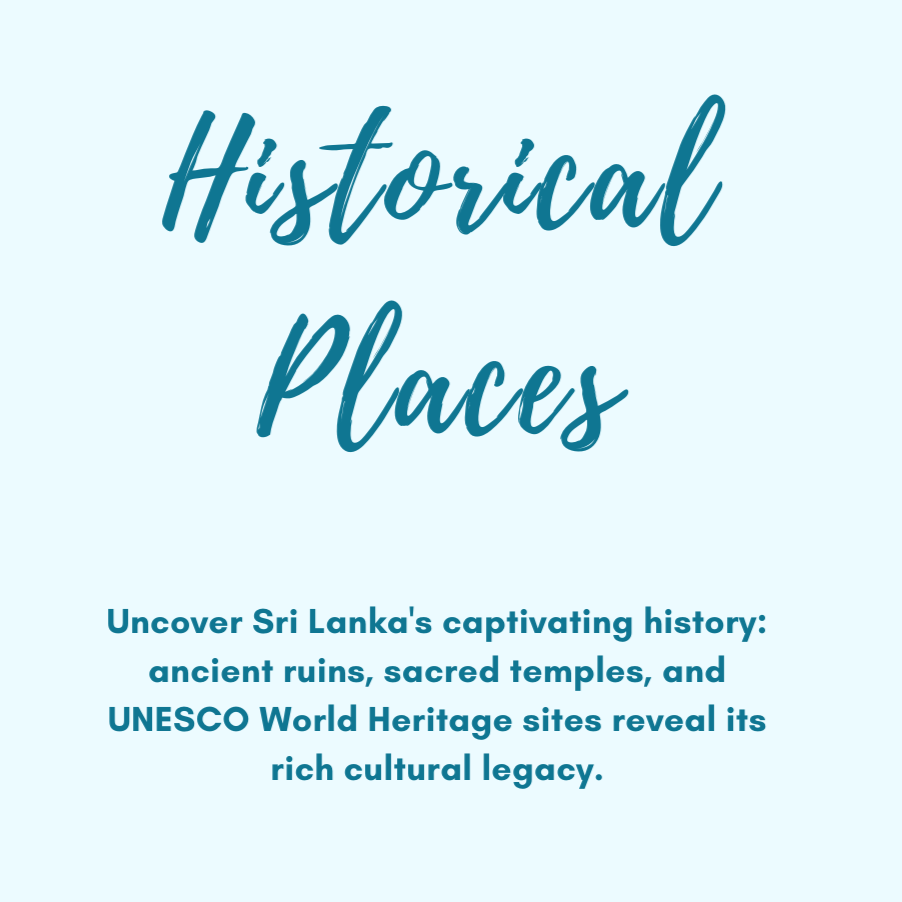 Historical
Places
Uncover Sri Lanka's captivating history:
ancient ruins, sacred temples, and
UNESCO World Heritage sites reveal its
rich cultural legacy.